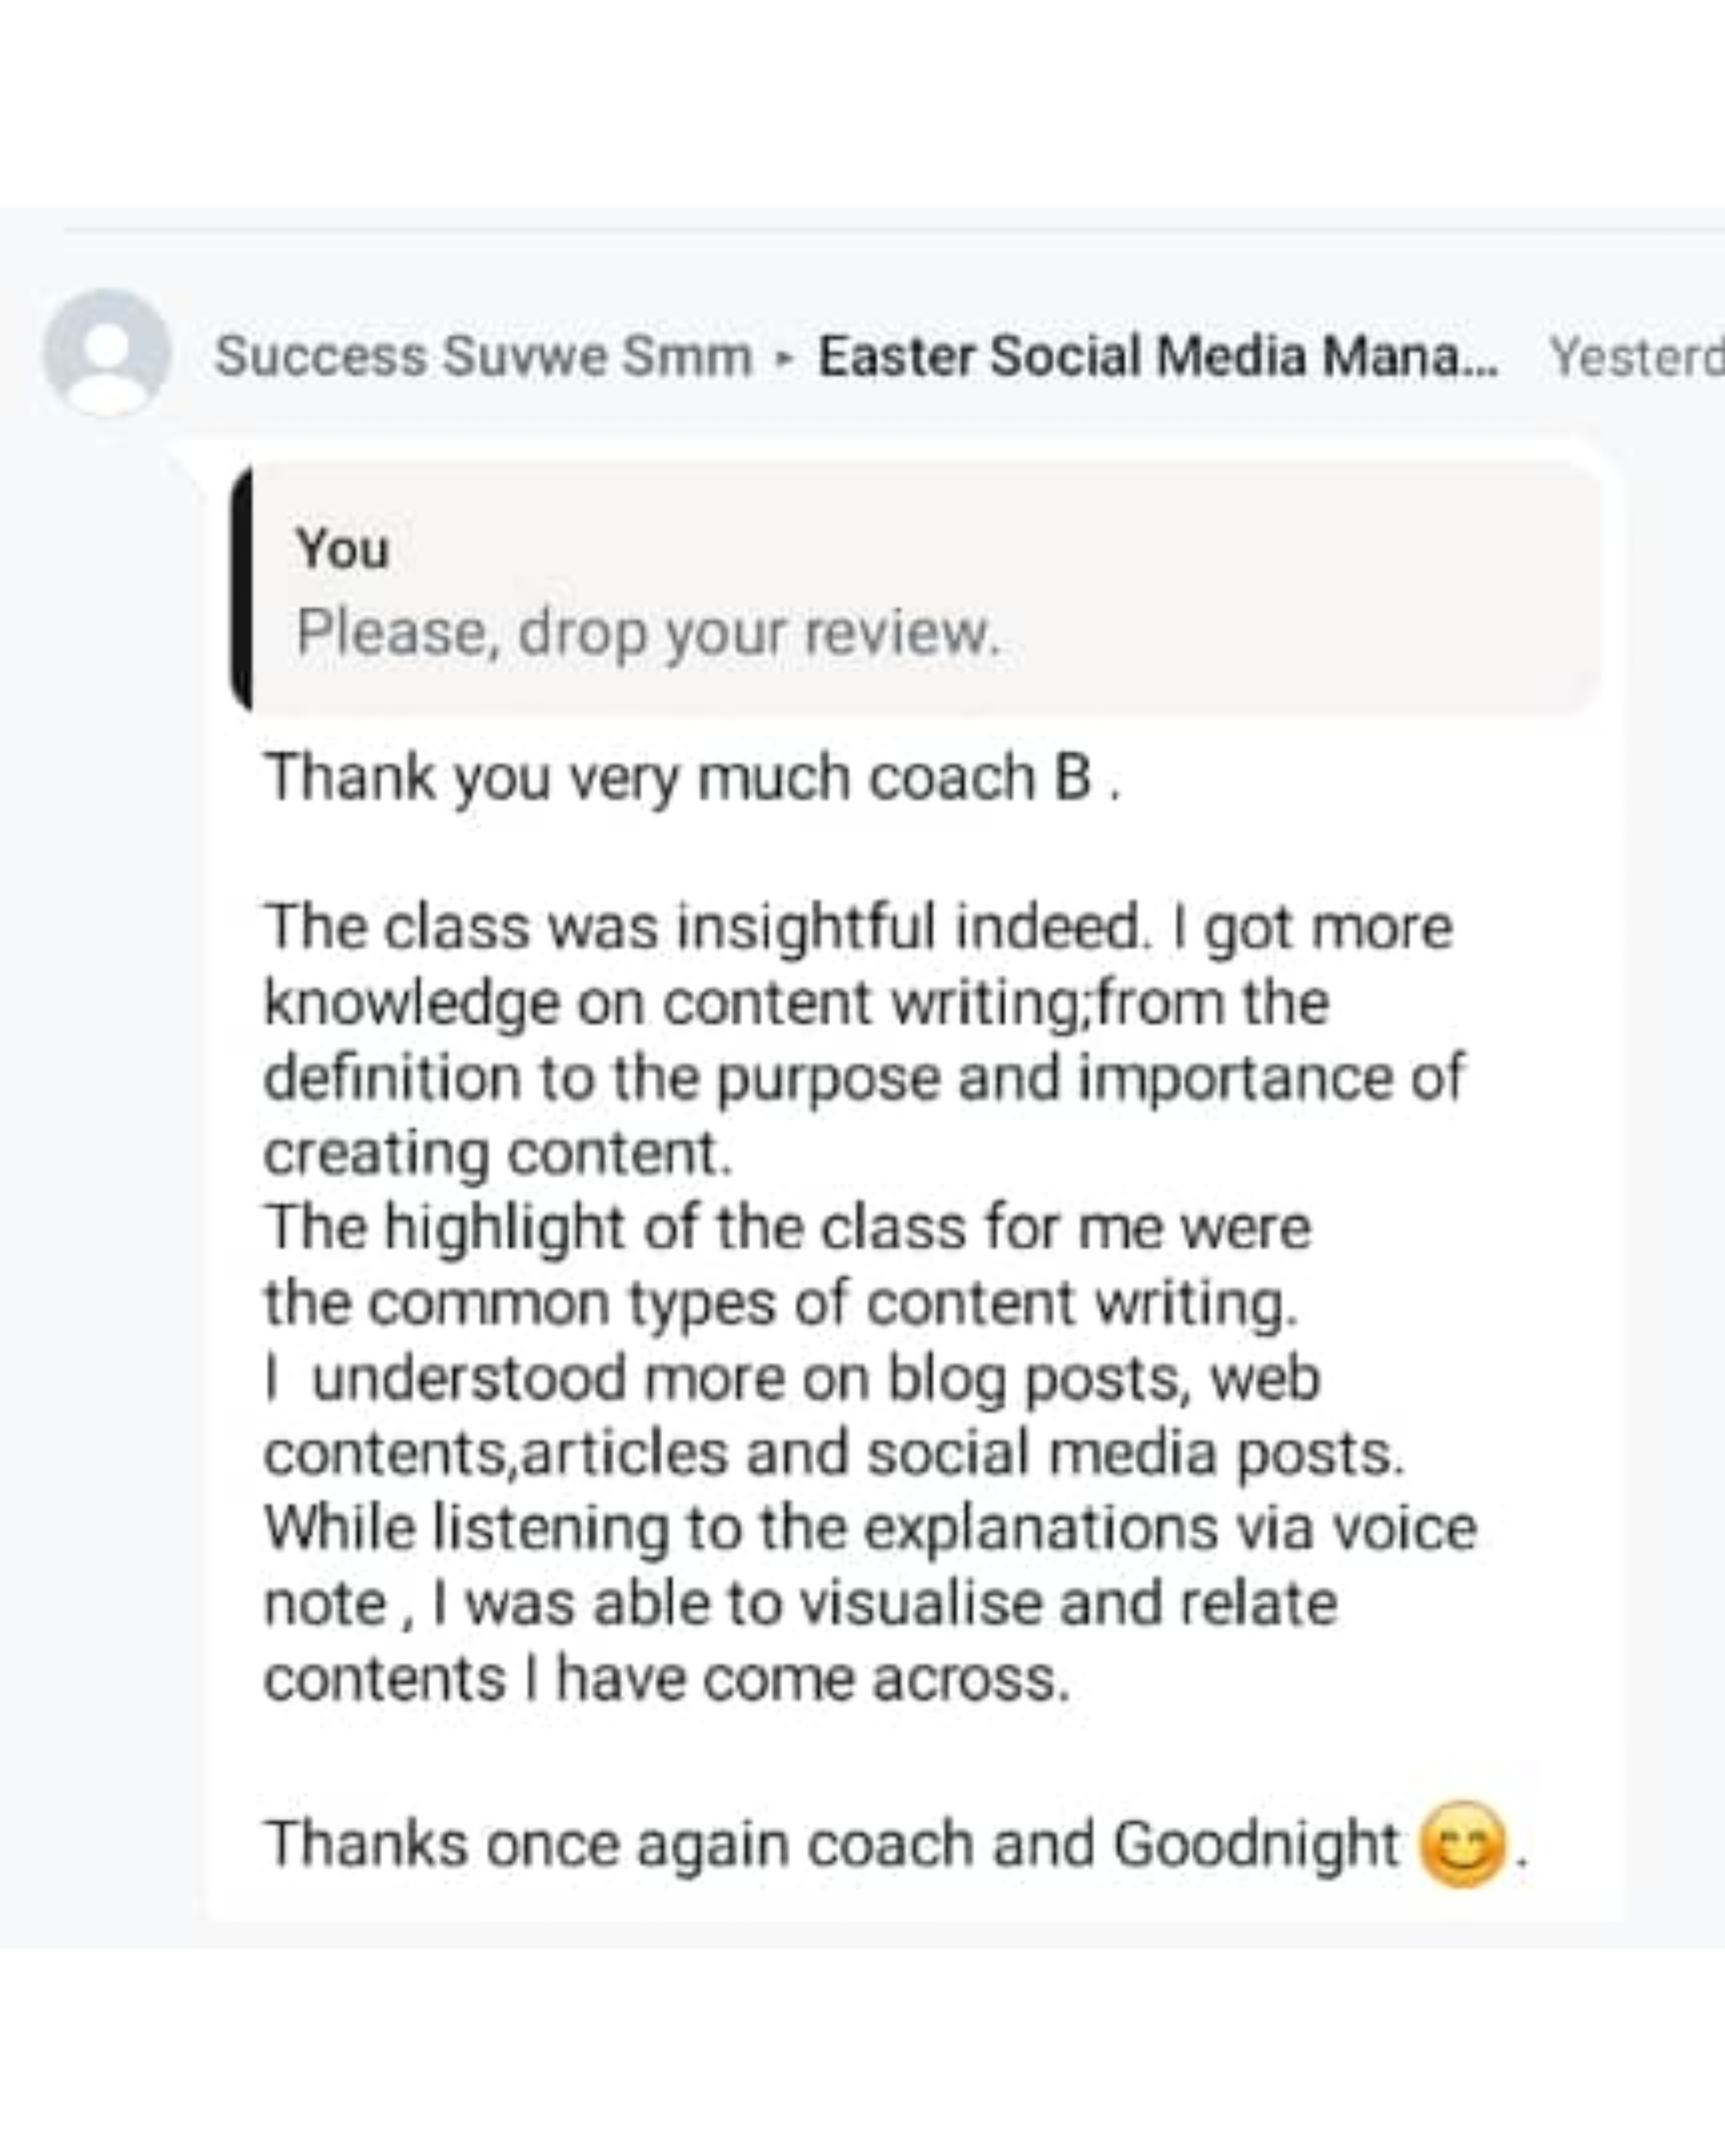 Success Suvwe Smm ▸ Easter Social Media Mana... Yesterd
You
Please, drop your review.
Thank you very much coach B .
The class was insightful indeed. I got more
knowledge on content writing;from the
definition to the purpose and importance of
creating content.
The highlight of the class for me were
the common types of content writing.
I  understood more on blog posts, web
contents,articles and social media posts.
While listening to the explanations via voice
note , I was able to visualise and relate
contents I have come across.
Thanks once again coach and Goodnight 😊.